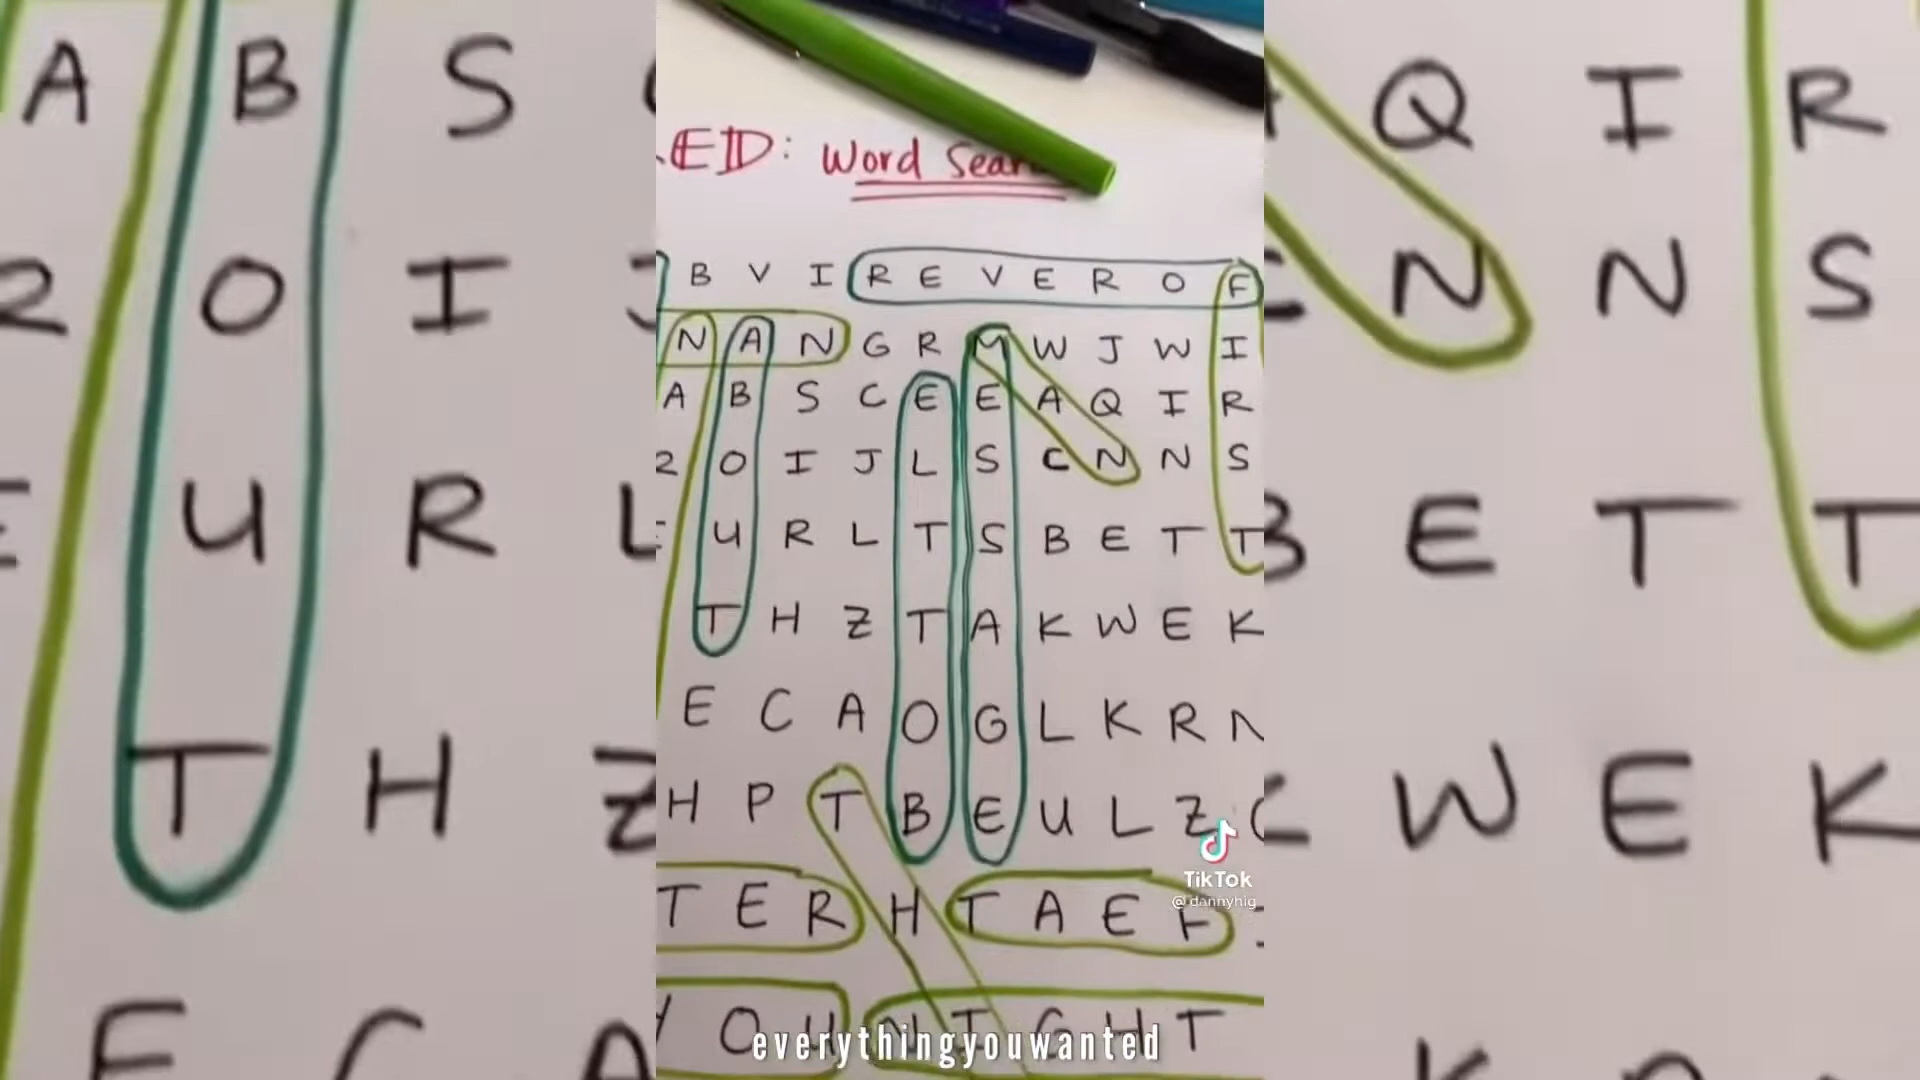 ED: Word Sear
B V I R E V E R O F
N A N G R M W J W I
A B S C E E A Q I R
R O I J L S C N N S
U R L T S B E T T
T H Z T A K W E K
E C A O G L K R N
H P T B E U L Z
T E R H T A E F
Y O U N I G H T
TikTok
@dannyhig
everythingyouwanted